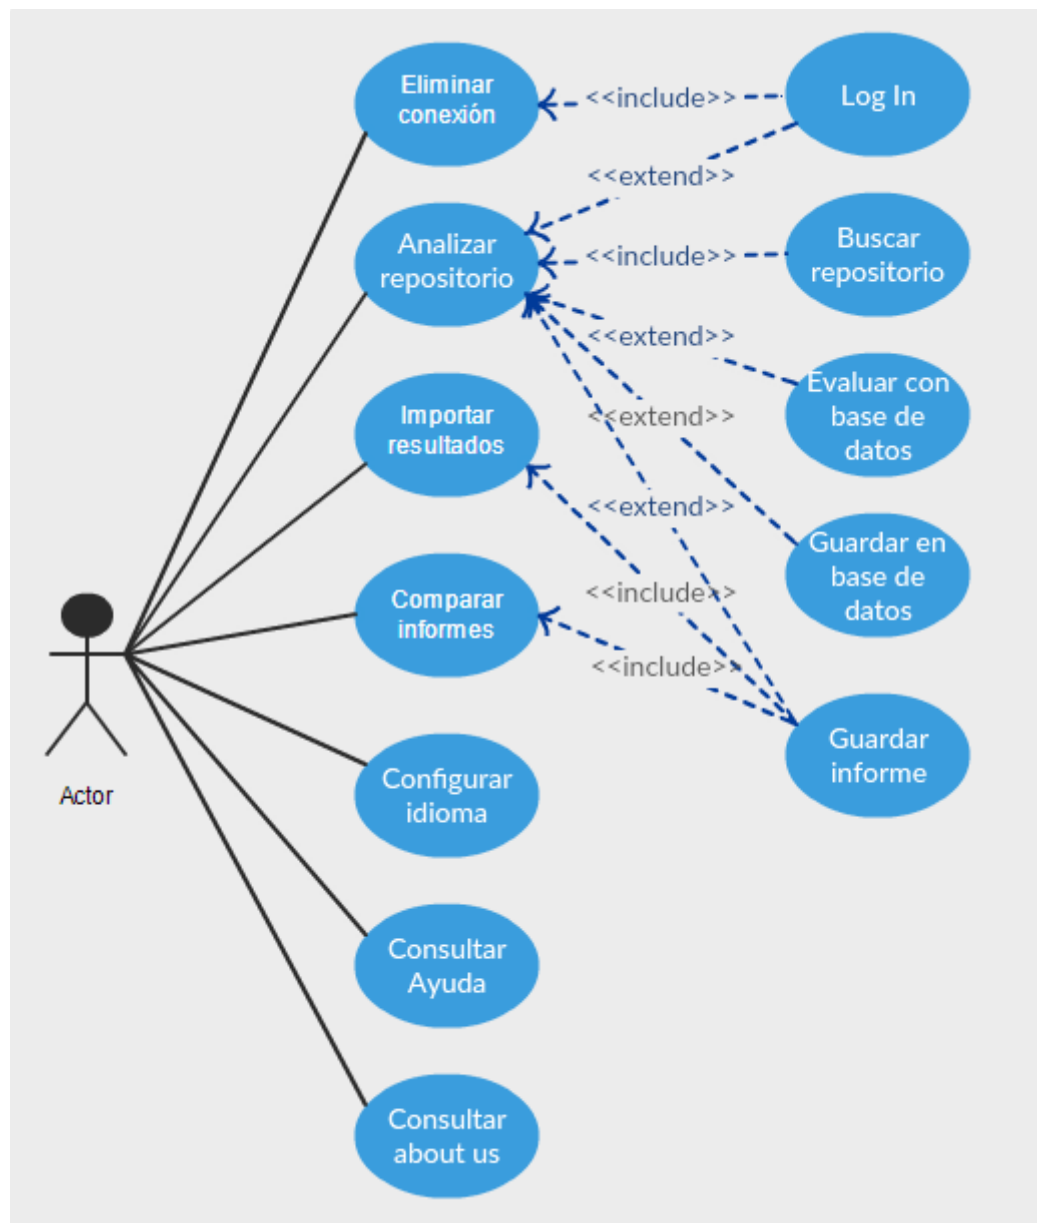 Eliminar
conexión
<<include>>
Log In
<<extend>>
Analizar
repositorio
<<include>>
Buscar
repositorio
<<extend>>
Evaluar con
base de
datos
Importar
resultados
<<extend>>
<<extend>>
Guardar en
base de
datos
Comparar
informes
<<include>>
<<include>>
Guardar
informe
Actor
Configurar
idioma
Consultar
Ayuda
Consultar
about us